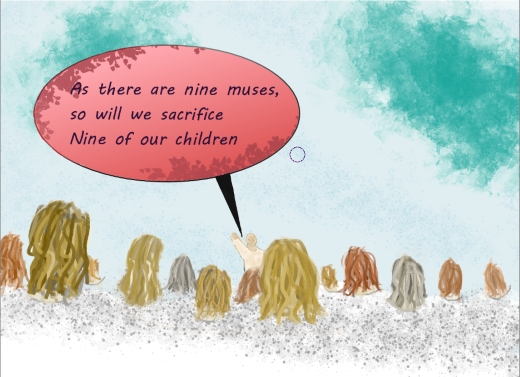 As there are nine muses,
so will we sacrifice
Nine of our children